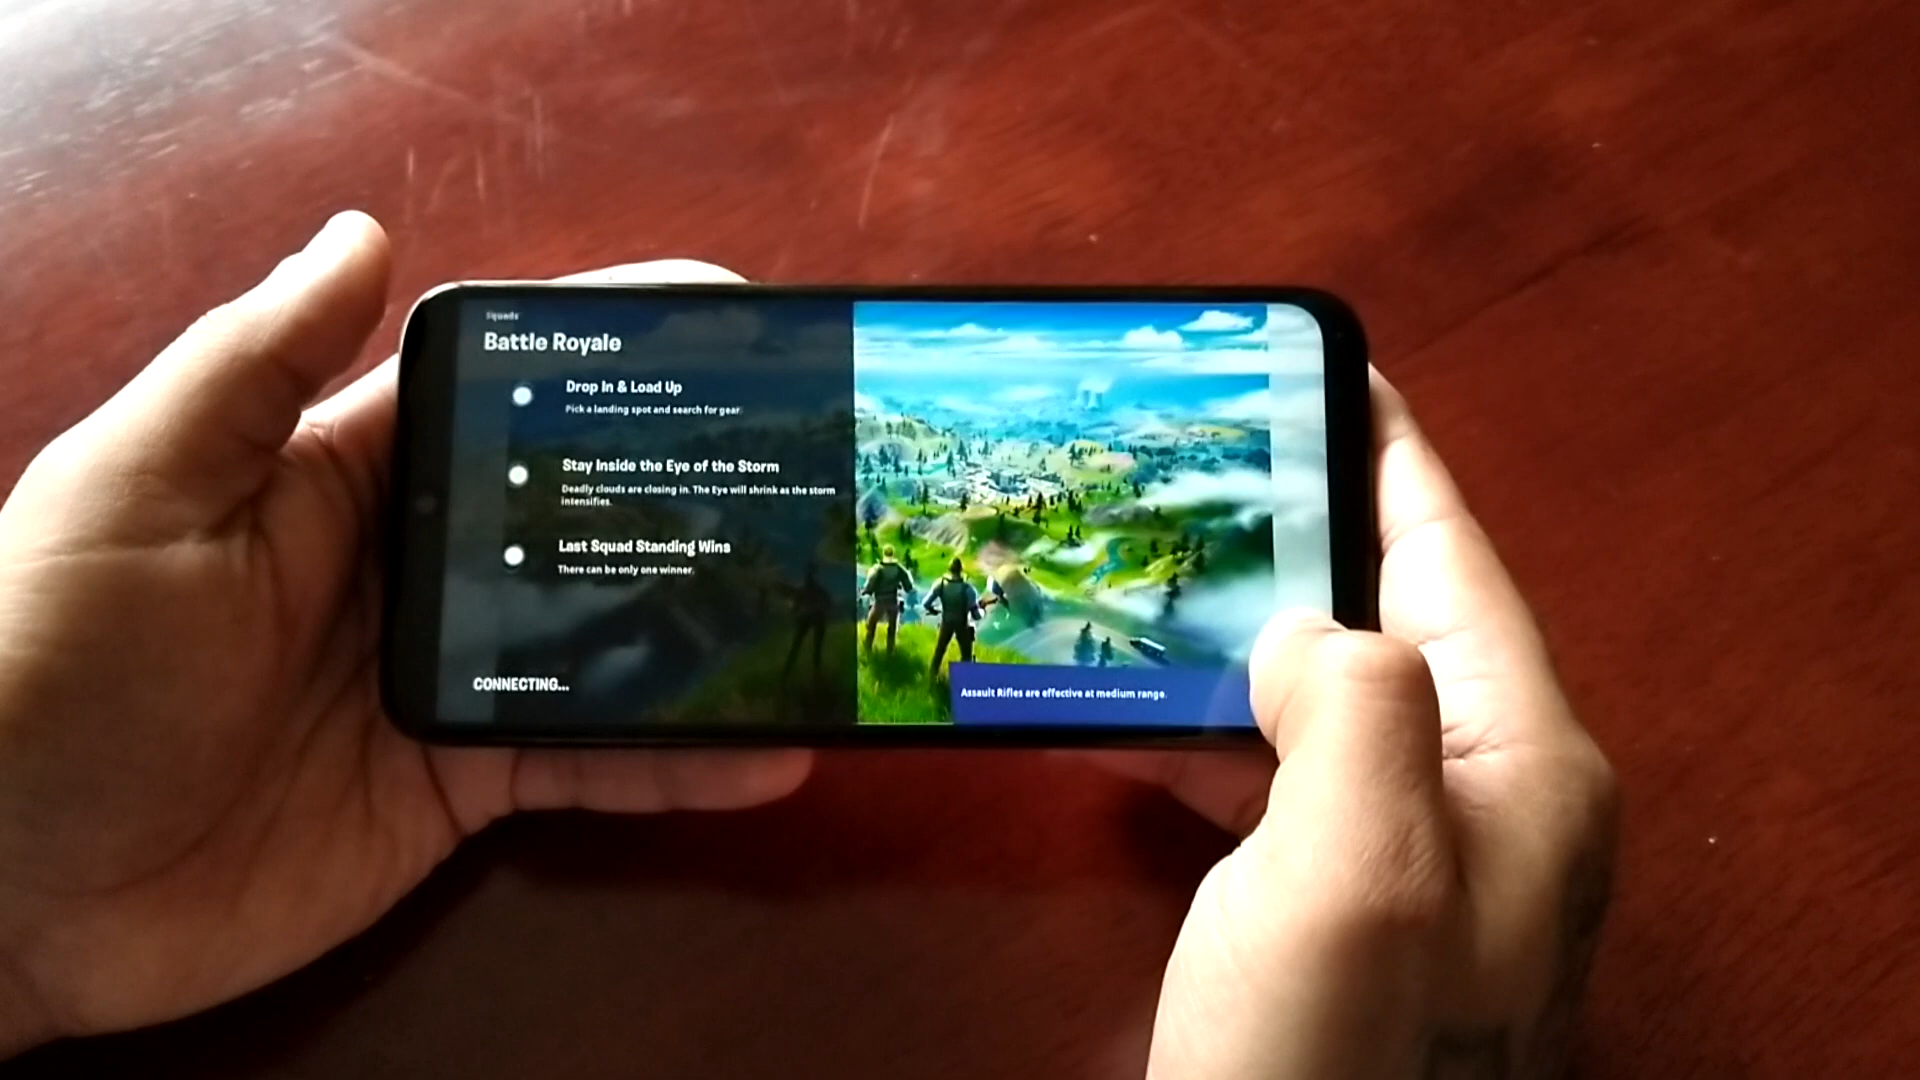 Squads
Battle Royale
Drop In & Load Up
Pick a landing spot and search for gear.
Stay Inside the Eye of the Storm
Deadly clouds are closing in. The Eye will shrink as the storm
intensifies.
Last Squad Standing Wins
There can be only one winner.
CONNECTING...
Assault Rifles are effective at medium range.